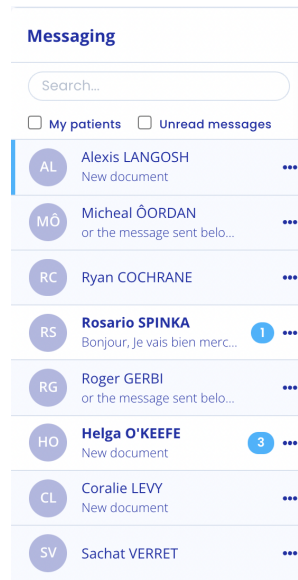 Messaging
Search...
My patients Unread messages
AL Alexis LANGOSH •••
New document
MÔ Micheal ÔORDAN •••
or the message sent belo...
RC Ryan COCHRANE •••
RS Rosario SPINKA 1 •••
Bonjour, Je vais bien merc...
RG Roger GERBI •••
or the message sent belo...
HO Helga O'KEEFE 3 •••
New document
CL Coralie LEVY •••
New document
SV Sachat VERRET •••